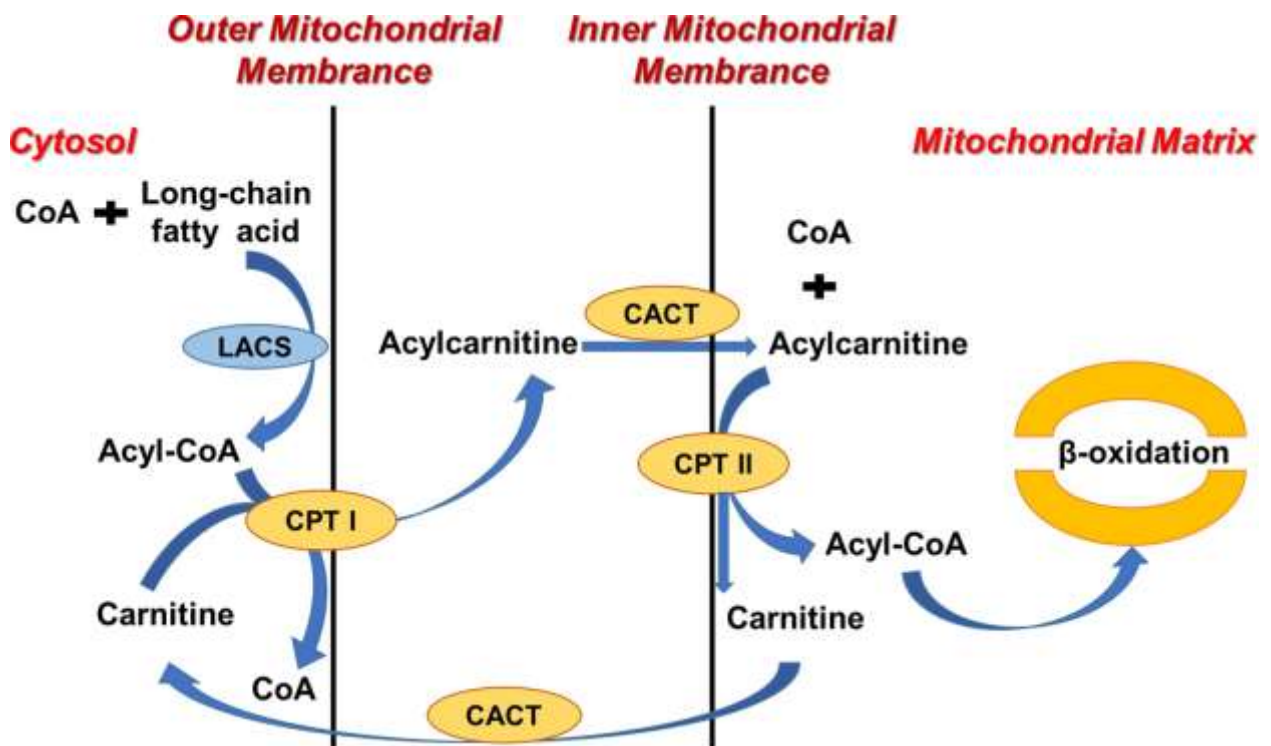 Outer Mitochondrial
Membrance
Inner Mitochondrial
Membrance
Cytosol
Mitochondrial Matrix
CoA + Long-chain
fatty acid
CoA
+
LACS
CACT
Acylcarnitine
Acylcarnitine
Acyl-CoA
CPT I
CPT II
β-oxidation
Acyl-CoA
Carnitine
Carnitine
CoA
CACT